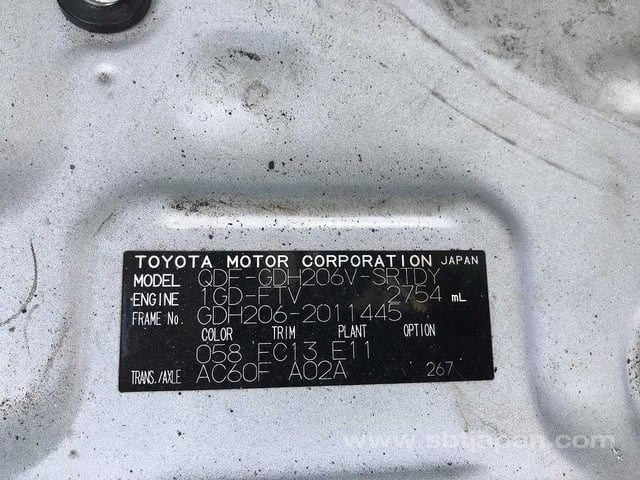 TOYOTA MOTOR CORPORATION JAPAN
MODEL QDF-GDH206V-SRTDY
ENGINE 1GD-FTV 2754 mL
FRAME No. GDH206-2011445
COLOR TRIM PLANT OPTION
058 FC13 E11
TRANS./AXLE AC60F A02A 267
www.sbtjapan.com